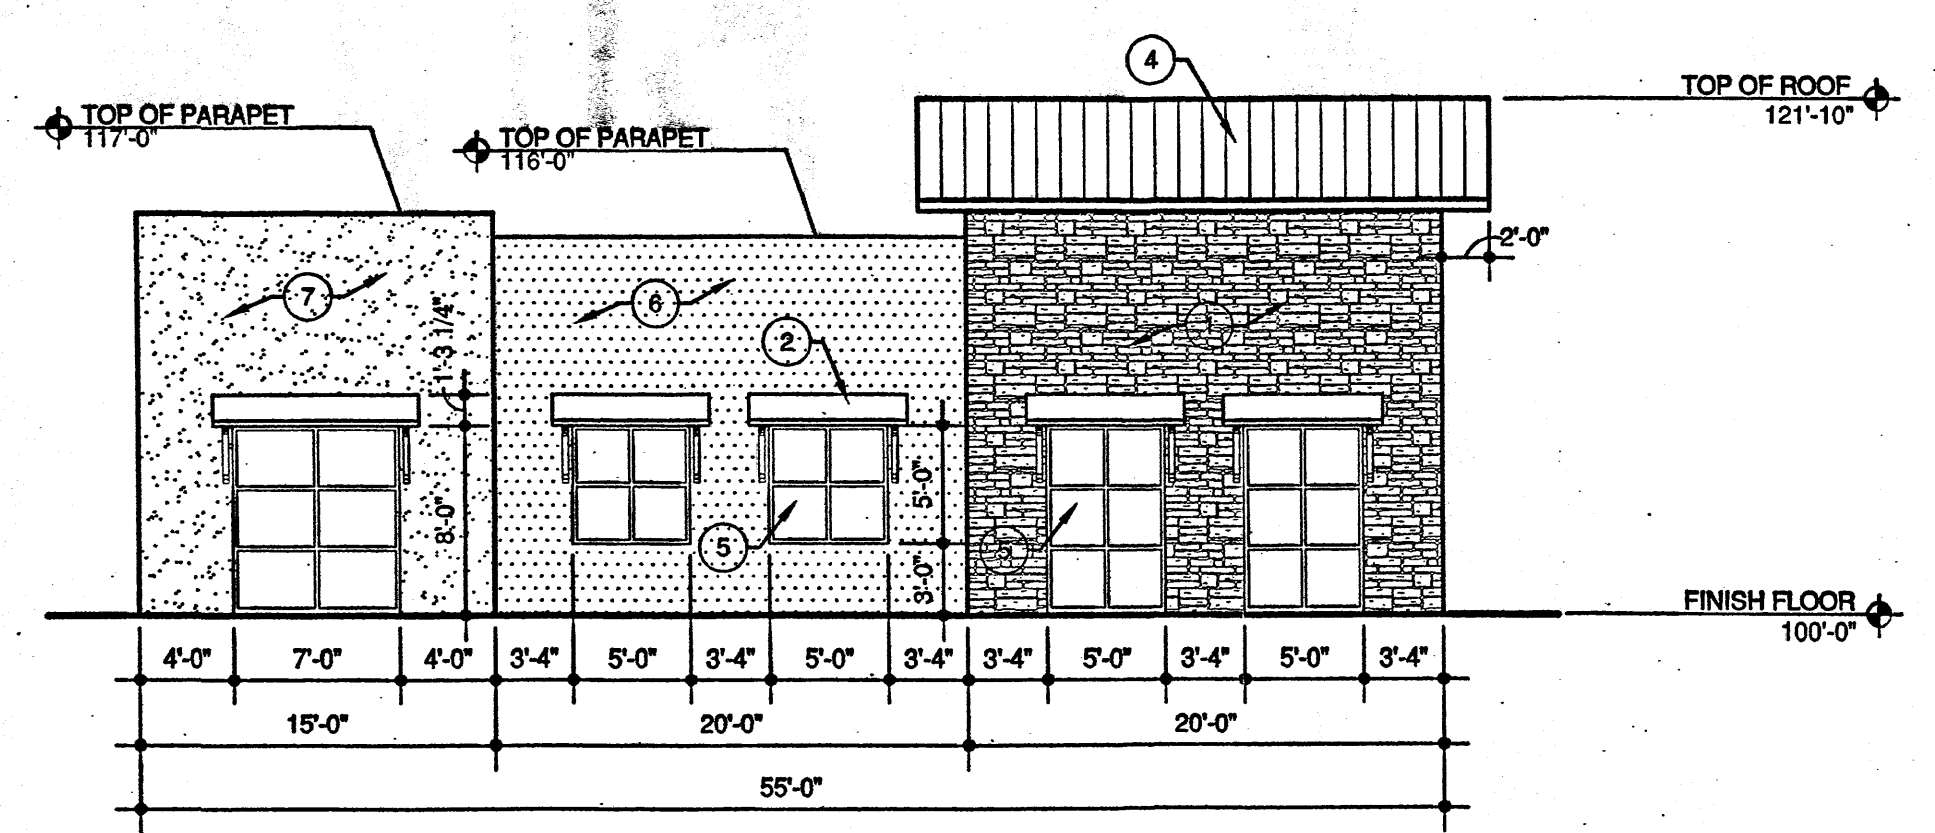 4
TOP OF PARAPET
117'-0"
TOP OF PARAPET
116'-0"
TOP OF ROOF
121'-10"
2'-0"
7
6
1
2
1'-3 1/4"
8'-0"
5'-0"
3'-0"
5
5
FINISH FLOOR
100'-0"
4'-0" 7'-0" 4'-0" 3'-4" 5'-0" 3'-4" 5'-0" 3'-4" 3'-4" 5'-0" 3'-4" 5'-0" 3'-4"
15'-0" 20'-0" 20'-0"
55'-0"